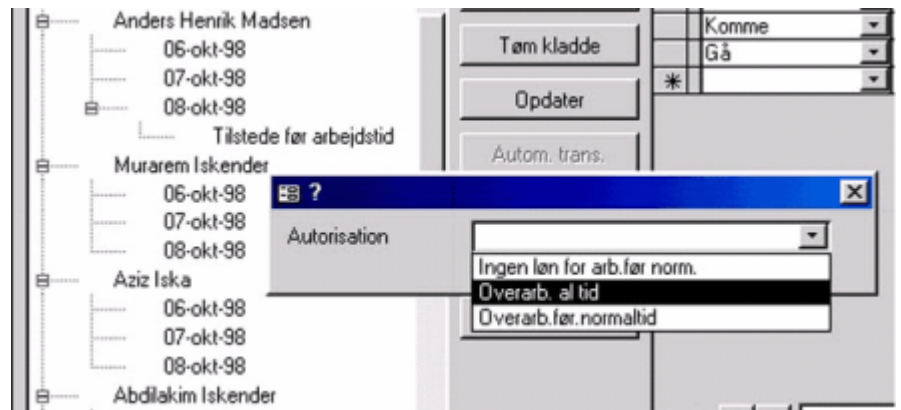 Anders Henrik Madsen
06-okt-98
07-okt-98
08-okt-98
Tilstede før arbejdstid
Murarem Iskender
06-okt-98
07-okt-98
08-okt-98
Aziz Iska
06-okt-98
07-okt-98
08-okt-98
Abdilakim Iskender
Tøm kladde
Opdater
Autom. trans.
Komme
Gå
?
Autorisation
Ingen løn for arb.før norm.
Overarb. al tid
Overarb.før.normaltid